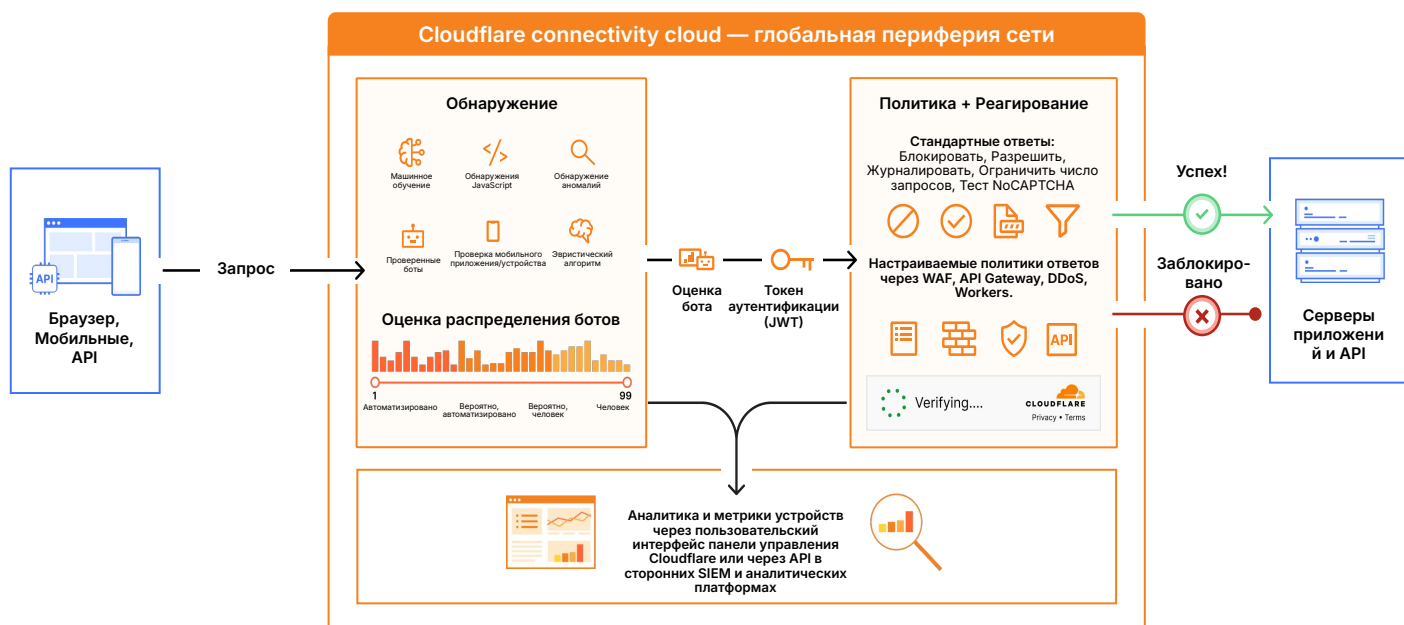 Cloudflare connectivity cloud — глобальная периферия сети
API
Браузер,
Мобильные,
API
Запрос
Обнаружение
Машинное
обучение
Обнаружения
JavaScript
Обнаружение
аномалий
Проверенные
боты
Проверка мобильного
приложения/устройства
Эвристический
алгоритм
Оценка распределения ботов
1
99
Автоматизировано
Вероятно,
автоматизировано
Вероятно,
человек
Человек
Оценка
бота
Токен
аутентификации
(JWT)
Политика + Реагирование
Стандартные ответы:
Блокировать, Разрешить,
Журналировать, Ограничить число
запросов, Тест NoCAPTCHA
Настраиваемые политики ответов
через WAF, API Gateway, DDoS,
Workers.
API
Verifying....
CLOUDFLARE
Privacy • Terms
Успех!
Заблокиро-
вано
Серверы
приложени
й и API
Аналитика и метрики устройств
через пользовательский
интерфейс панели управления
Cloudflare или через API в
сторонних SIEM и аналитических
платформах